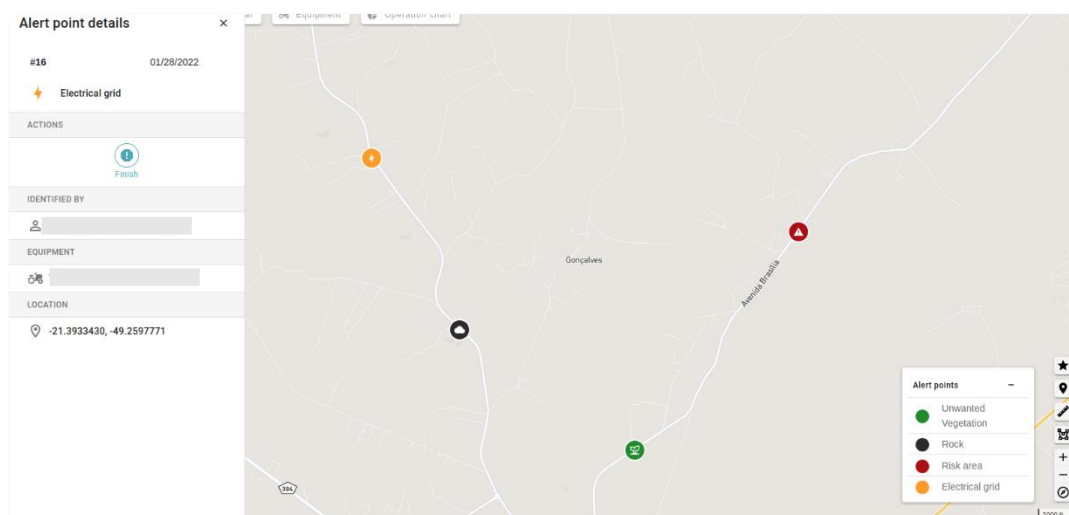 Alert point details
#16 01/28/2022
Electrical grid
ACTIONS
Finish
IDENTIFIED BY
EQUIPMENT
LOCATION
-21.3933430, -49.2597771
Equipment
Operation chart
Gonçalves
Avenida Brasília
394
Alert points
Unwanted
Vegetation
Rock
Risk area
Electrical grid